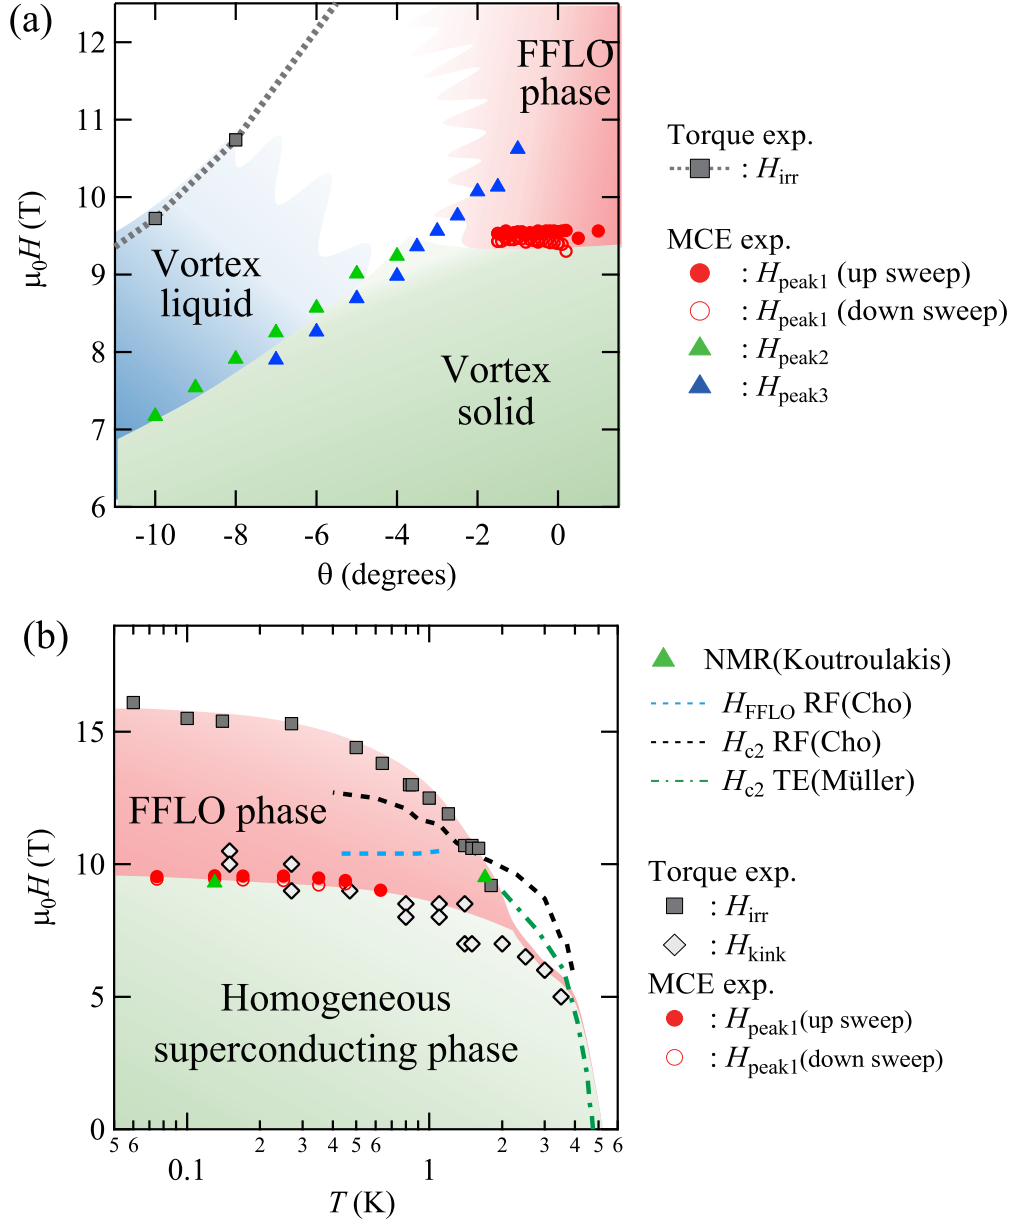 (a)
12
11
10
9
8
7
6
μ₀H (T)
FFLO
phase
Vortex
liquid
Vortex
solid
-10 -8 -6 -4 -2 0
θ (degrees)
Torque exp.
: Hirr
MCE exp.
: Hpeak1 (up sweep)
: Hpeak1 (down sweep)
: Hpeak2
: Hpeak3
(b)
15
10
5
0
μ₀H (T)
FFLO phase
Homogeneous
superconducting phase
5 6 2 3 4 5 6 2 3 4 5 6
0.1 1
T (K)
NMR(Koutroulakis)
HFFLO RF(Cho)
Hc2 RF(Cho)
Hc2 TE(Müller)
Torque exp.
: Hirr
: Hkink
MCE exp.
: Hpeak1(up sweep)
: Hpeak1(down sweep)